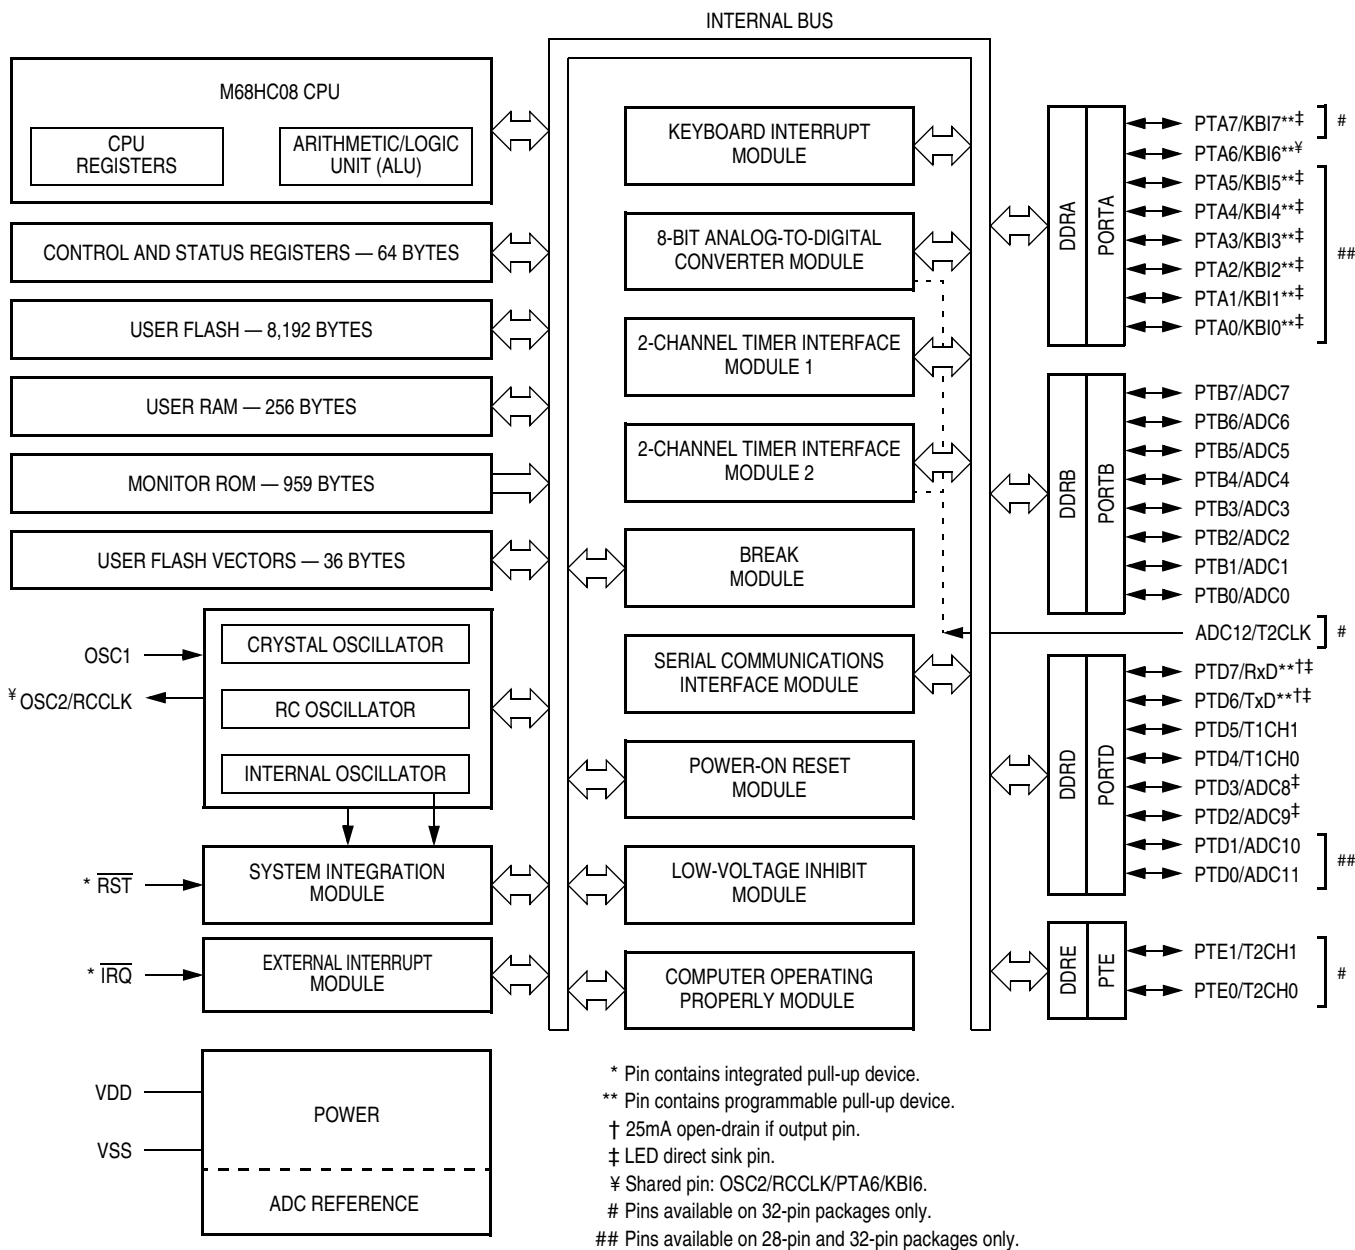 INTERNAL BUS
M68HC08 CPU
CPU
REGISTERS
ARITHMETIC/LOGIC
UNIT (ALU)
CONTROL AND STATUS REGISTERS — 64 BYTES
USER FLASH — 8,192 BYTES
USER RAM — 256 BYTES
MONITOR ROM — 959 BYTES
USER FLASH VECTORS — 36 BYTES
OSC1
¥ OSC2/RCCLK
CRYSTAL OSCILLATOR
RC OSCILLATOR
INTERNAL OSCILLATOR
* RST
SYSTEM INTEGRATION
MODULE
* IRQ
EXTERNAL INTERRUPT
MODULE
VDD
VSS
POWER
ADC REFERENCE
KEYBOARD INTERRUPT
MODULE
8-BIT ANALOG-TO-DIGITAL
CONVERTER MODULE
2-CHANNEL TIMER INTERFACE
MODULE 1
2-CHANNEL TIMER INTERFACE
MODULE 2
BREAK
MODULE
SERIAL COMMUNICATIONS
INTERFACE MODULE
POWER-ON RESET
MODULE
LOW-VOLTAGE INHIBIT
MODULE
COMPUTER OPERATING
PROPERLY MODULE
DDRA
PORTA
PTA7/KBI7**‡
#
PTA6/KBI6**¥
PTA5/KBI5**‡
PTA4/KBI4**‡
PTA3/KBI3**‡
PTA2/KBI2**‡
PTA1/KBI1**‡
PTA0/KBI0**‡
##
DDRB
PORTB
PTB7/ADC7
PTB6/ADC6
PTB5/ADC5
PTB4/ADC4
PTB3/ADC3
PTB2/ADC2
PTB1/ADC1
PTB0/ADC0
ADC12/T2CLK
#
DDRD
PORTD
PTD7/RxD**†‡
PTD6/TxD**†‡
PTD5/T1CH1
PTD4/T1CH0
PTD3/ADC8‡
PTD2/ADC9‡
PTD1/ADC10
PTD0/ADC11
##
DDRE
PTE
PTE1/T2CH1
PTE0/T2CH0
#
* Pin contains integrated pull-up device.
** Pin contains programmable pull-up device.
† 25mA open-drain if output pin.
‡ LED direct sink pin.
¥ Shared pin: OSC2/RCCLK/PTA6/KBI6.
# Pins available on 32-pin packages only.
## Pins available on 28-pin and 32-pin packages only.